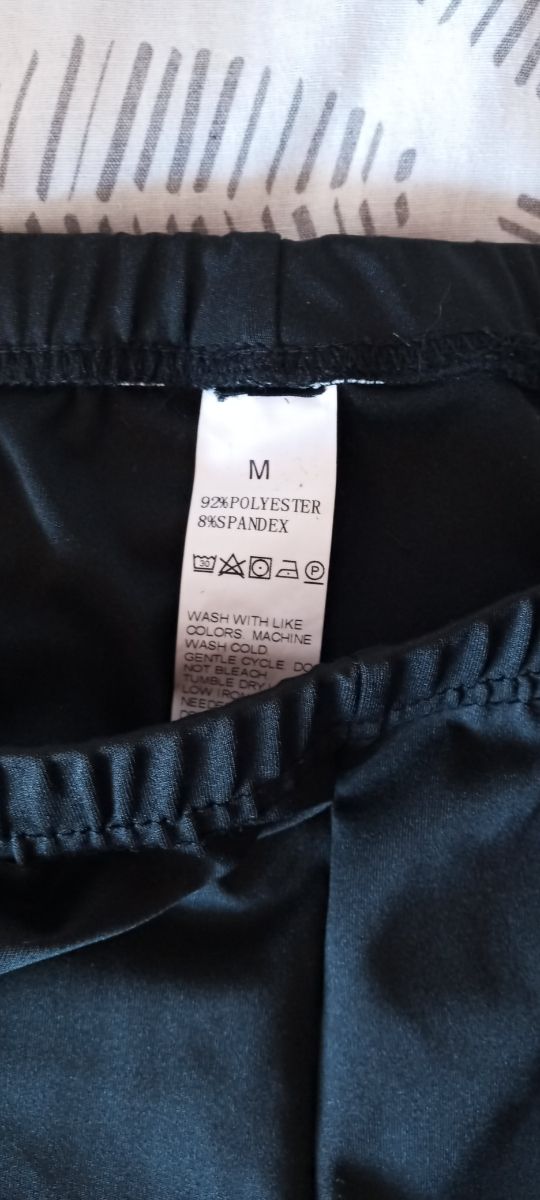 M
92%POLYESTER
8%SPANDEX
30 P
WASH WITH LIKE
COLORS. MACHINE
WASH COLD
GENTLE CYCLE. DO
NOT BLEACH
TUMBLE DRY
LOW IRON